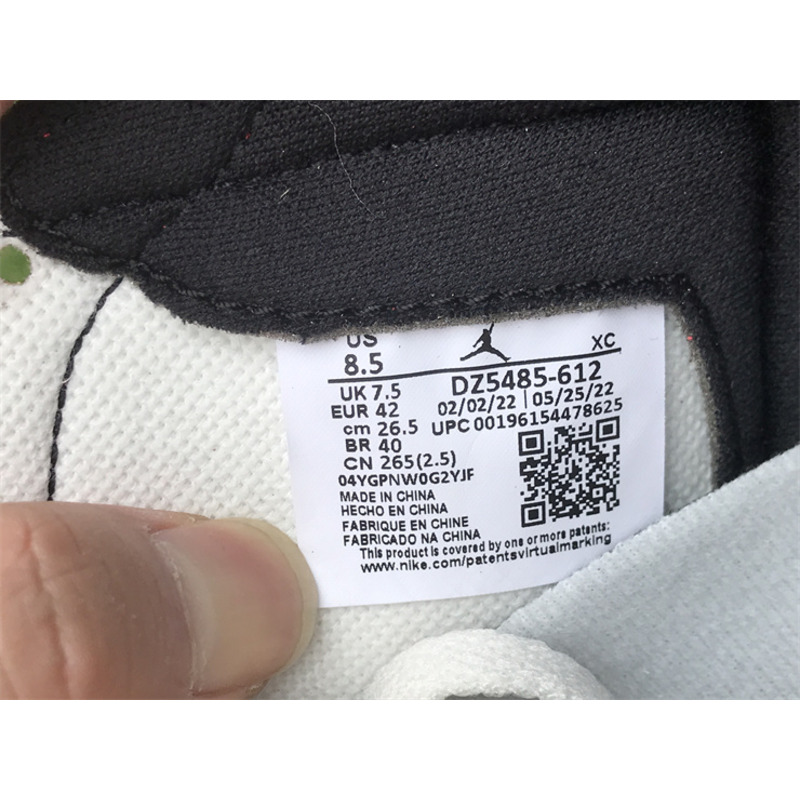 US
8.5
XC
UK 7.5
EUR 42
cm 26.5
BR 40
CN 265(2.5)
DZ5485-612
02/02/22 | 05/25/22
UPC 00196154478625
04YGPNW0G2YJF
MADE IN CHINA
HECHO EN CHINA
FABRIQUE EN CHINE
FABRICADO NA CHINA
This product is covered by one or more patents:
www.nike.com/patentsvirtualmarking